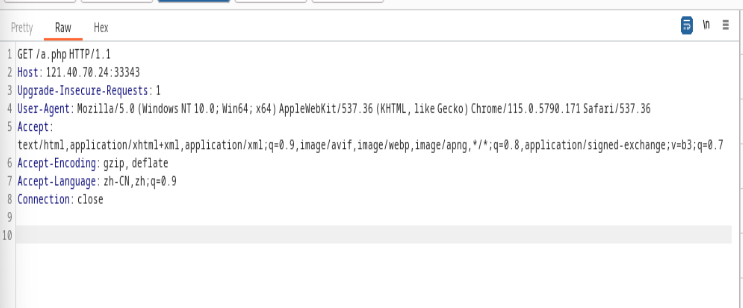 Pretty Raw Hex \n
1 GET /a.php HTTP/1.1
2 Host: 121.40.70.24:33343
3 Upgrade-Insecure-Requests: 1
4 User-Agent: Mozilla/5.0 (Windows NT 10.0; Win64; x64) AppleWebKit/537.36 (KHTML, like Gecko) Chrome/115.0.5790.171 Safari/537.36
5 Accept:
text/html,application/xhtml+xml,application/xml;q=0.9,image/avif,image/webp,image/apng,*/*;q=0.8,application/signed-exchange;v=b3;q=0.7
6 Accept-Encoding: gzip, deflate
7 Accept-Language: zh-CN,zh;q=0.9
8 Connection: close
9
10